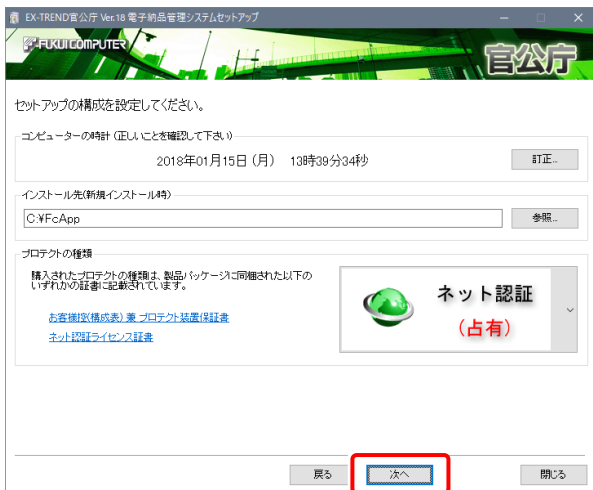 EX-TREND官公庁 Ver.18 電子納品管理システムセットアップ
FUKUI COMPUTER
官公庁
セットアップの構成を設定してください。
コンピューターの時計 (正しいことを確認して下さい)
2018年01月15日 (月) 13時39分34秒
訂正...
インストール先(新規インストール時)
C:¥FcApp
参照...
プロテクトの種類
購入されたプロテクトの種類は、製品パッケージに同梱された以下の
いずれかの証書に記載されています。
お客様控(構成表) 兼 プロテクト装置保証書
ネット認証ライセンス証書
ネット認証
(占有)
戻る
次へ
閉じる